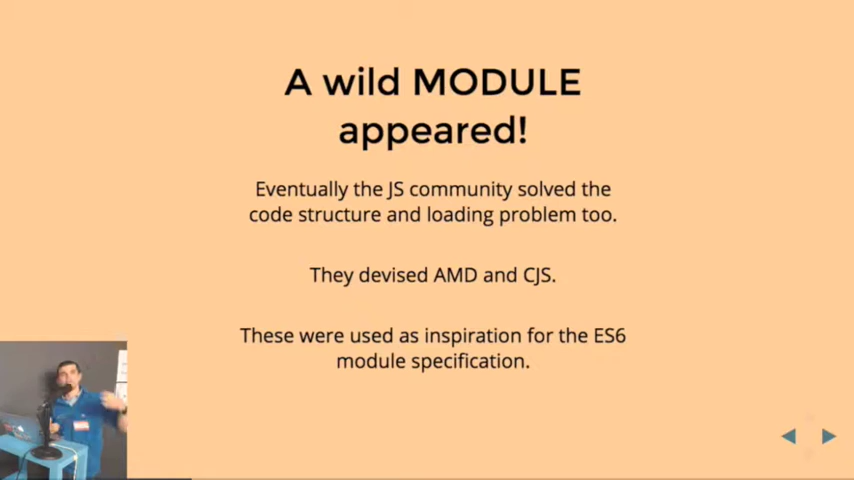 A wild MODULE
appeared!
Eventually the JS community solved the
code structure and loading problem too.
They devised AMD and CJS.
These were used as inspiration for the ES6
module specification.